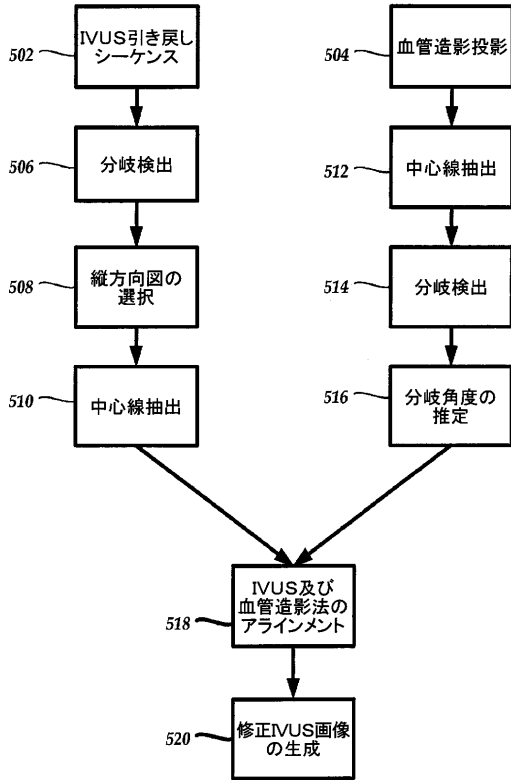 502
IVUS引き戻し
シーケンス
506
分岐検出
508
縦方向図の
選択
510
中心線抽出
504
血管造影投影
512
中心線抽出
514
分岐検出
516
分岐角度の
推定
518
IVUS及び
血管造影法の
アラインメント
520
修正IVUS画像
の生成